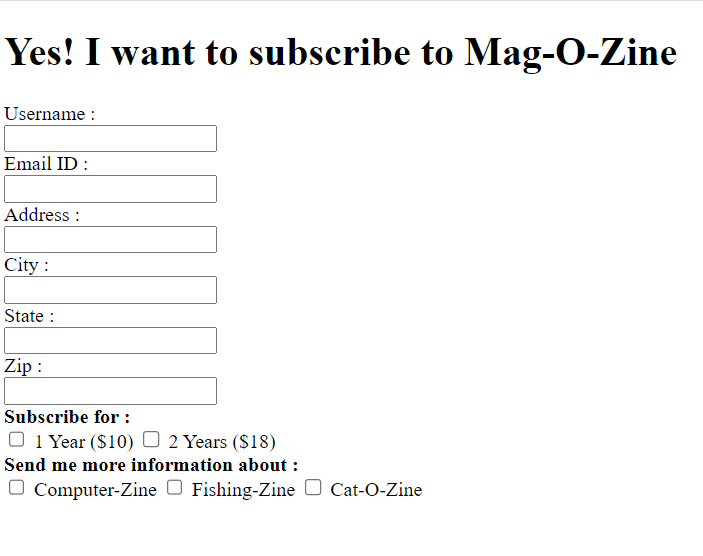 Yes! I want to subscribe to Mag-O-Zine
Username :
Email ID :
Address :
City :
State :
Zip :
Subscribe for :
1 Year ($10) 2 Years ($18)
Send me more information about :
Computer-Zine Fishing-Zine Cat-O-Zine